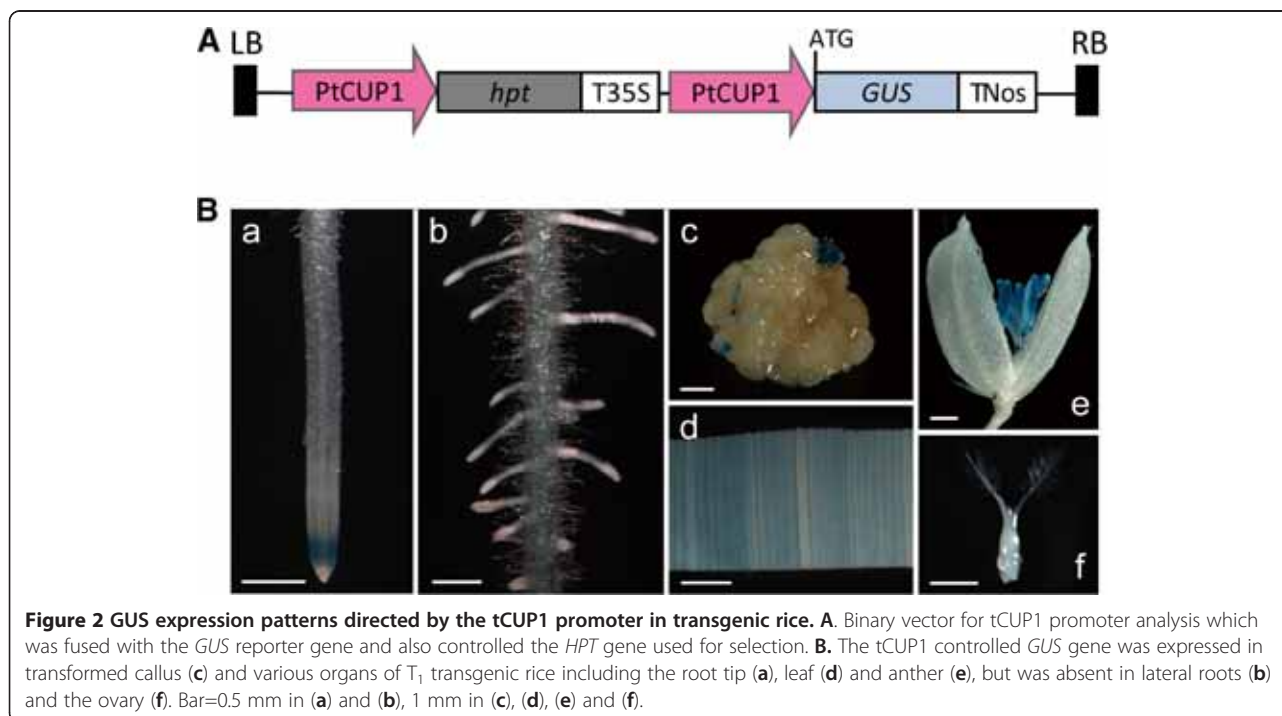 A LB ATG RB
PtCUP1 hpt T35S PtCUP1 GUS TNos
B
a b c e
d
f
Figure 2 GUS expression patterns directed by the tCUP1 promoter in transgenic rice. A. Binary vector for tCUP1 promoter analysis which
was fused with the GUS reporter gene and also controlled the HPT gene used for selection. B. The tCUP1 controlled GUS gene was expressed in
transformed callus (c) and various organs of T₁ transgenic rice including the root tip (a), leaf (d) and anther (e), but was absent in lateral roots (b)
and the ovary (f). Bar=0.5 mm in (a) and (b), 1 mm in (c), (d), (e) and (f).